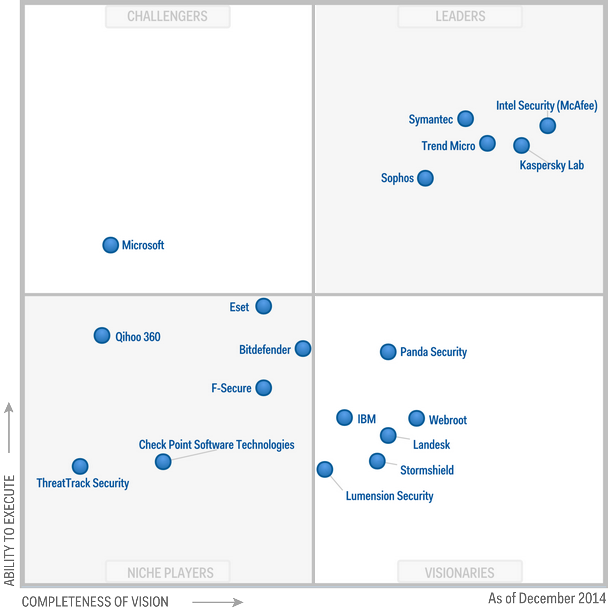 CHALLENGERS
LEADERS
Intel Security (McAfee)
Symantec
Trend Micro
Kaspersky Lab
Sophos
Microsoft
Eset
Qihoo 360
Bitdefender
Panda Security
F-Secure
IBM
Webroot
Check Point Software Technologies
Landesk
Stormshield
ThreatTrack Security
Lumension Security
NICHE PLAYERS
VISIONARIES
ABILITY TO EXECUTE
COMPLETENESS OF VISION
As of December 2014